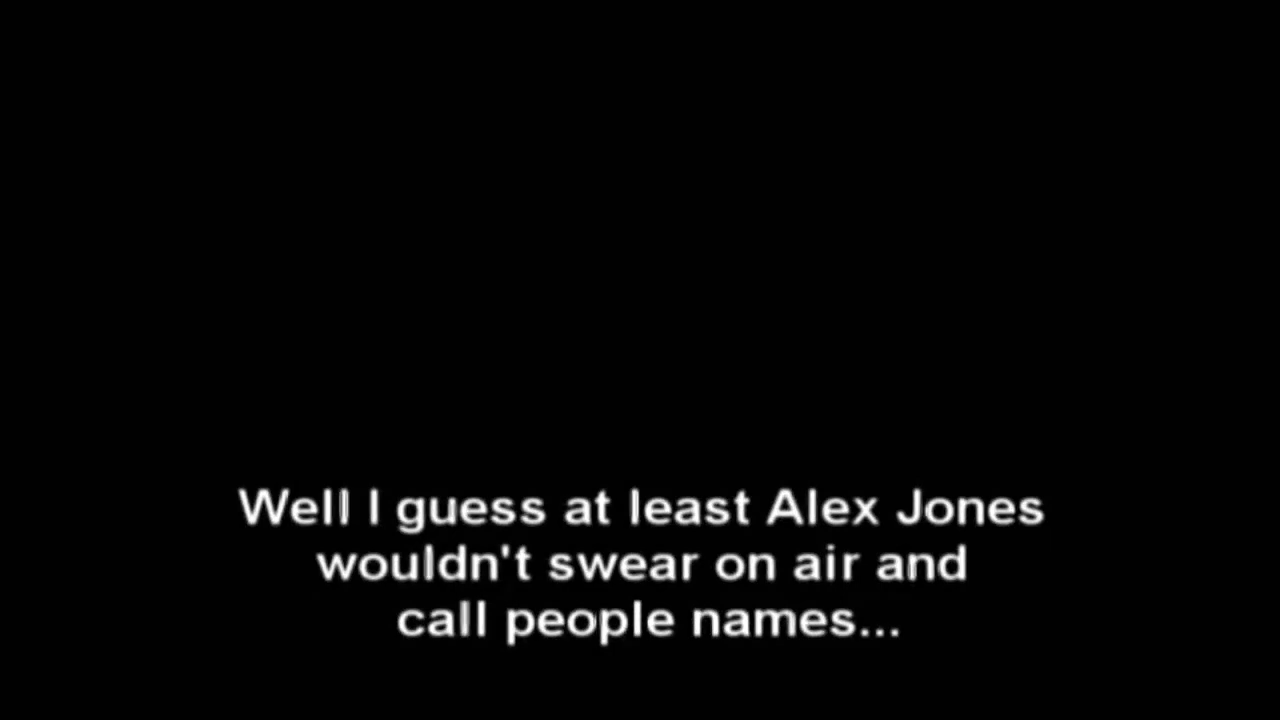 Well I guess at least Alex Jones
wouldn't swear on air and
call people names...